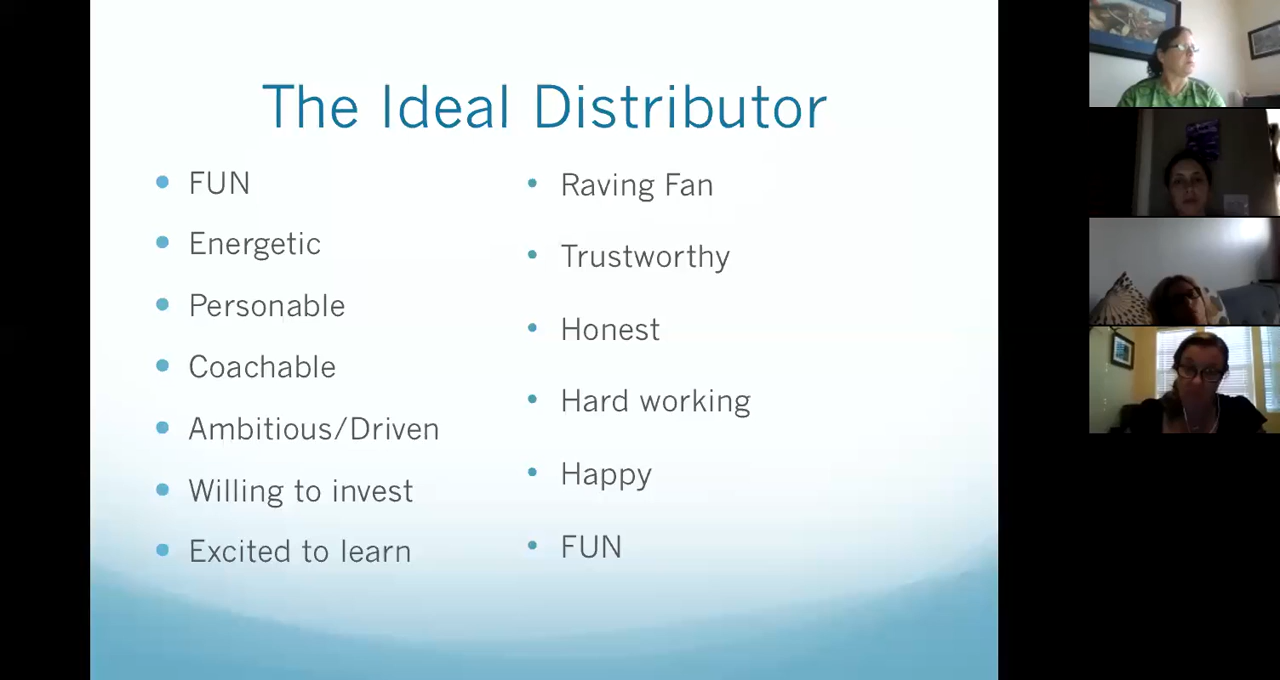 The Ideal Distributor
FUN
Energetic
Personable
Coachable
Ambitious/Driven
Willing to invest
Excited to learn
Raving Fan
Trustworthy
Honest
Hard working
Happy
FUN